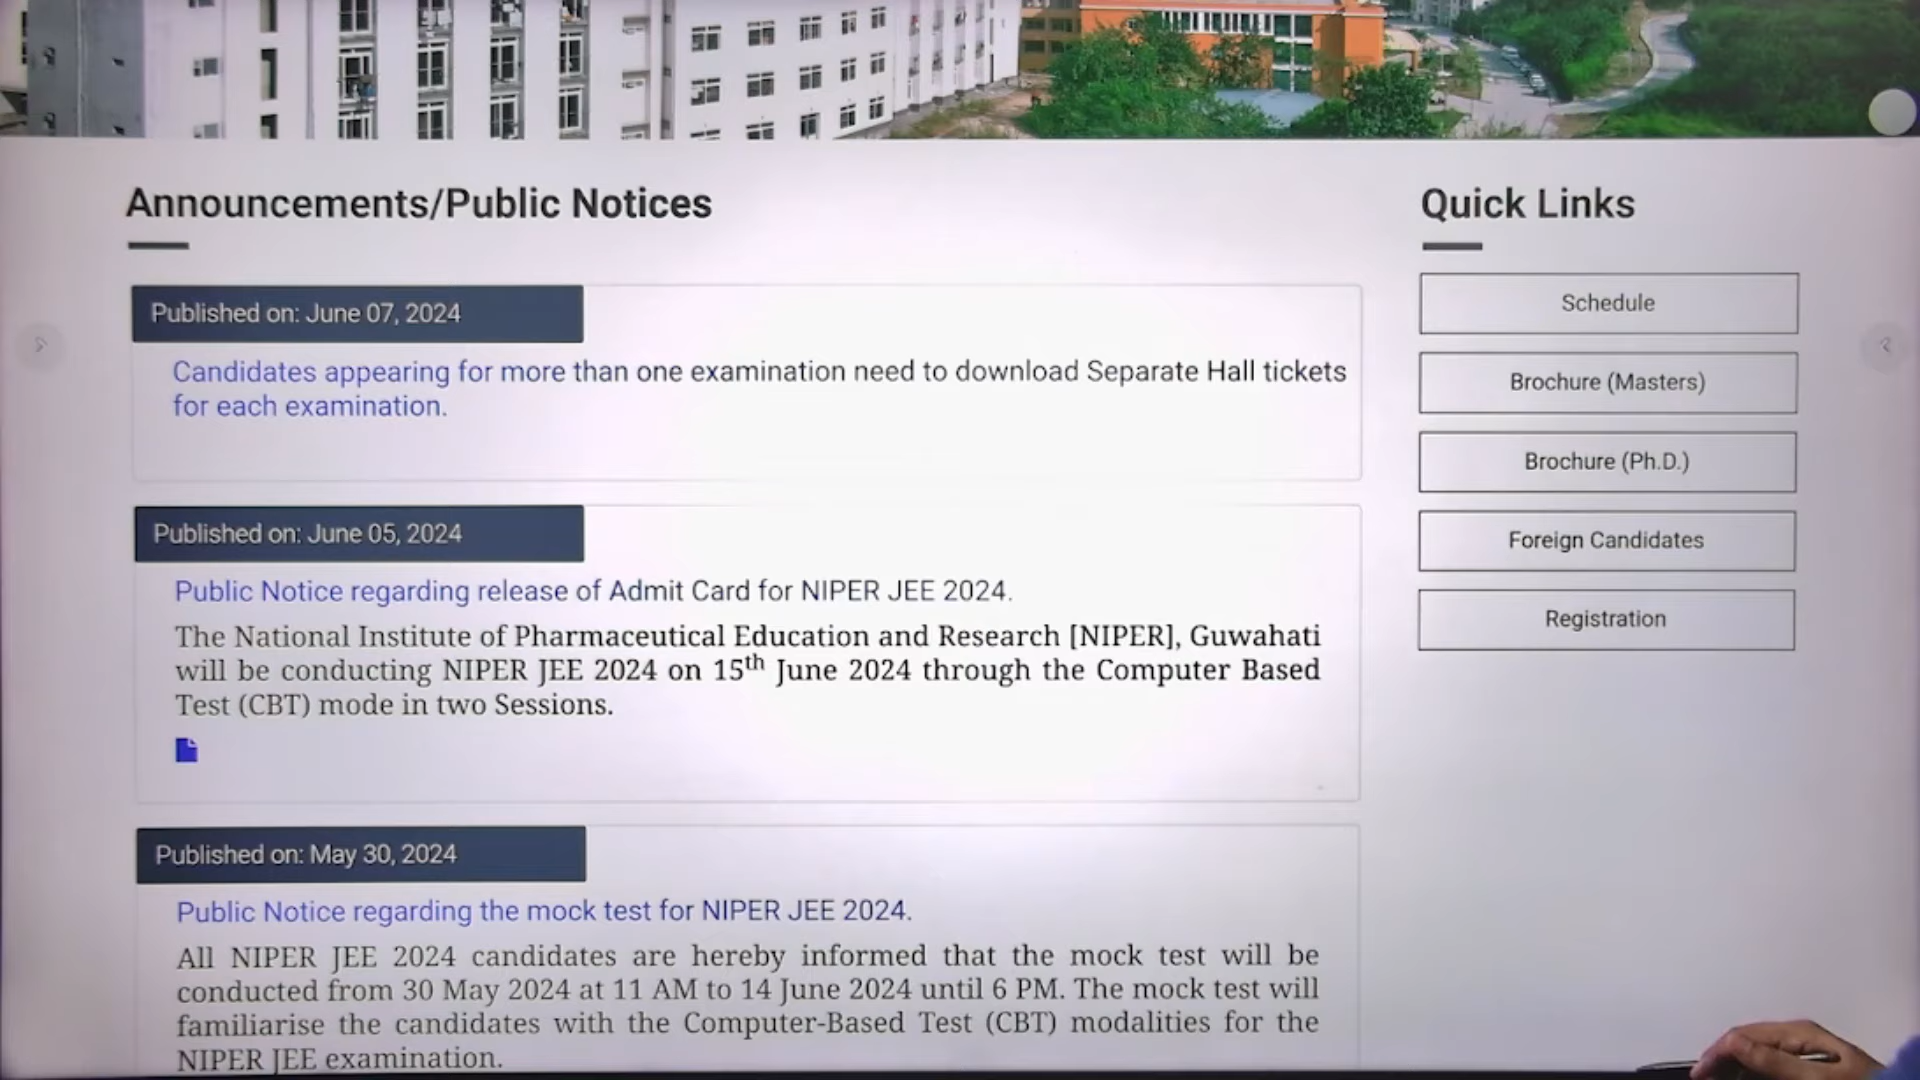 Announcements/Public Notices
Published on: June 07, 2024
Candidates appearing for more than one examination need to download Separate Hall tickets
for each examination.
Published on: June 05, 2024
Public Notice regarding release of Admit Card for NIPER JEE 2024.
The National Institute of Pharmaceutical Education and Research [NIPER], Guwahati
will be conducting NIPER JEE 2024 on 15th June 2024 through the Computer Based
Test (CBT) mode in two Sessions.
Published on: May 30, 2024
Public Notice regarding the mock test for NIPER JEE 2024.
All NIPER JEE 2024 candidates are hereby informed that the mock test will be
conducted from 30 May 2024 at 11 AM to 14 June 2024 until 6 PM. The mock test will
familiarise the candidates with the Computer-Based Test (CBT) modalities for the
NIPER JEE examination.
Quick Links
Schedule
Brochure (Masters)
Brochure (Ph.D.)
Foreign Candidates
Registration